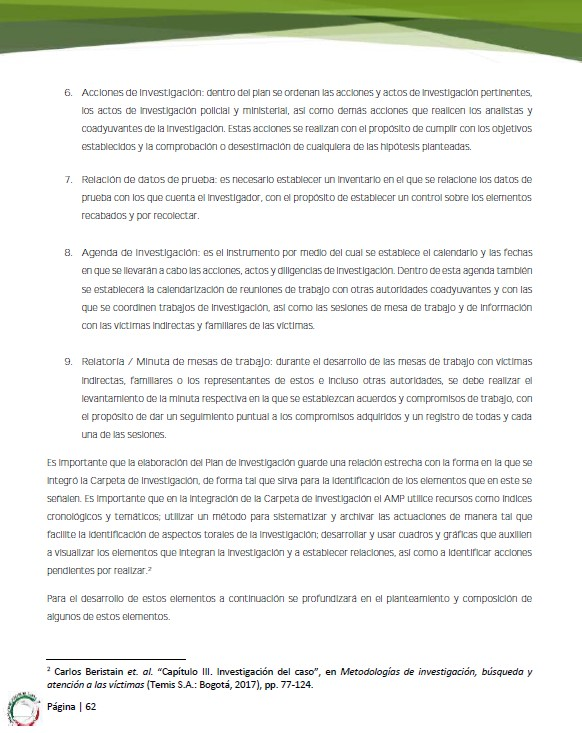 6. Acciones de Investigación: dentro del plan se ordenan las acciones y actos de investigación pertinentes,
los actos de investigación policial y ministerial, así como demás acciones que realicen los analistas y
coadyuvantes de la investigación. Estas acciones se realizan con el propósito de cumplir con los objetivos
establecidos y la comprobación o desestimación de cualquiera de las hipótesis planteadas.
7. Relación de datos de prueba: es necesario establecer un inventario en el que se relacione los datos de
prueba con los que cuenta el investigador, con el propósito de establecer un control sobre los elementos
recabados y por recolectar.
8. Agenda de Investigación: es el instrumento por medio del cual se establece el calendario y las fechas
en que se llevarán a cabo las acciones, actos y diligencias de investigación. Dentro de esta agenda también
se establecerá la calendarización de reuniones de trabajo con otras autoridades coadyuvantes y con las
que se coordinen trabajos de investigación, así como las sesiones de mesa de trabajo y de información
con las víctimas indirectas y familiares de las víctimas.
9. Relatoría / Minuta de mesas de trabajo: durante el desarrollo de las mesas de trabajo con víctimas
indirectas, familiares o los representantes de estos e incluso otras autoridades, se debe realizar el
levantamiento de la minuta respectiva en la que se establezcan acuerdos y compromisos de trabajo, con
el propósito de dar un seguimiento puntual a los compromisos adquiridos y un registro de todas y cada
una de las sesiones.
Es importante que la elaboración del Plan de Investigación guarde una relación estrecha con la forma en la que se
integró la Carpeta de Investigación, de forma tal que sirva para la identificación de los elementos que en este se
señalen. Es importante que en la integración de la Carpeta de Investigación el AMP utilice recursos como índices
cronológicos y temáticos; utilizar un método para sistematizar y archivar las actuaciones de manera tal que
facilite la identificación de aspectos torales de la investigación; desarrollar y usar cuadros y gráficas que auxilien
a visualizar los elementos que integran la investigación y a establecer relaciones, así como a identificar acciones
pendientes por realizar.²
Para el desarrollo de estos elementos a continuación se profundizará en el planteamiento y composición de
algunos de estos elementos.
² Carlos Beristain et. al. “Capítulo III. Investigación del caso”, en Metodologías de investigación, búsqueda y
atención a las víctimas (Temis S.A.: Bogotá, 2017), pp. 77-124.
Página | 62